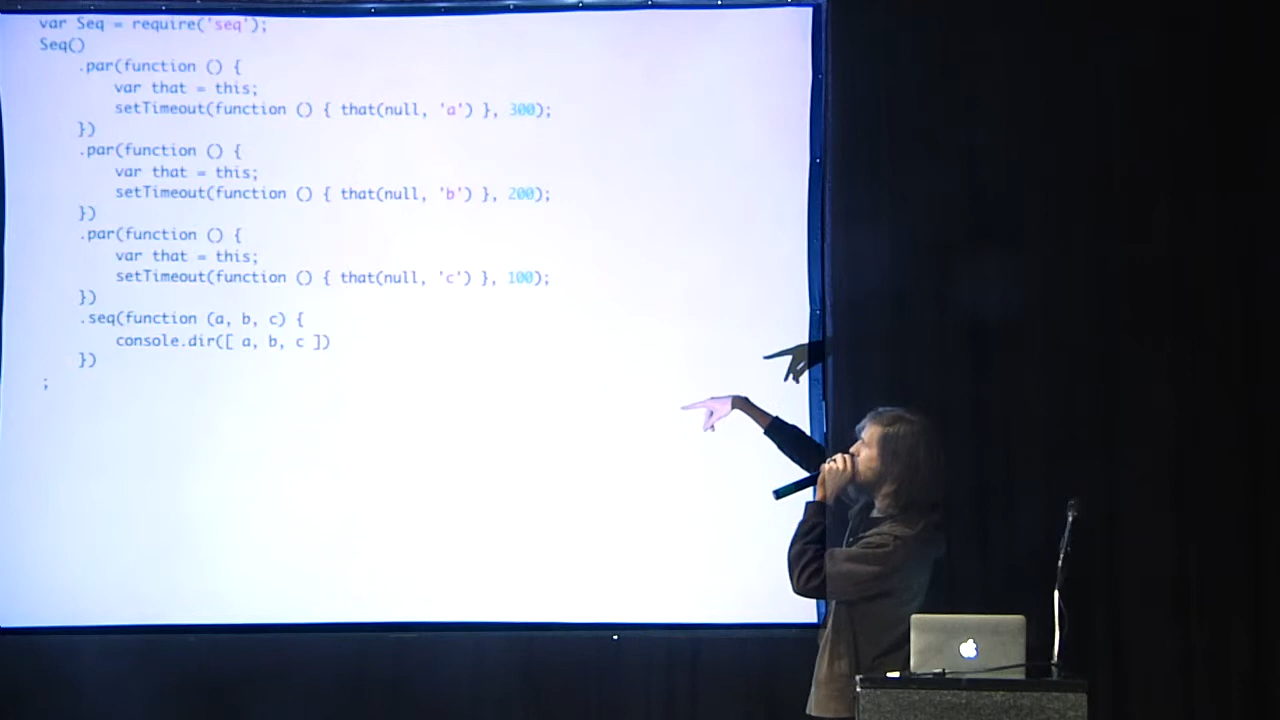 var Seq = require('seq');
Seq()
    .par(function () {
        var that = this;
        setTimeout(function () { that(null, 'a') }, 300);
    })
    .par(function () {
        var that = this;
        setTimeout(function () { that(null, 'b') }, 200);
    })
    .par(function () {
        var that = this;
        setTimeout(function () { that(null, 'c') }, 100);
    })
    .seq(function (a, b, c) {
        console.dir([ a, b, c ])
    })
;